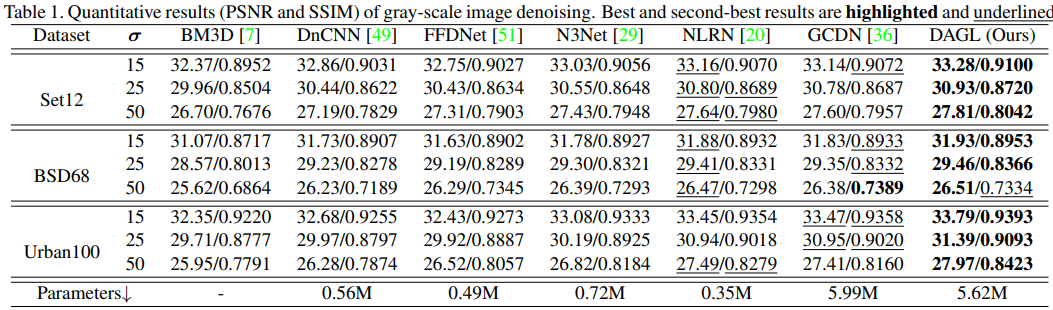 Table 1. Quantitative results (PSNR and SSIM) of gray-scale image denoising. Best and second-best results are highlighted and underlined
Dataset σ BM3D [7] DnCNN [49] FFDNet [51] N3Net [29] NLRN [20] GCDN [36] DAGL (Ours)
15 32.37/0.8952 32.86/0.9031 32.75/0.9027 33.03/0.9056 33.16/0.9070 33.14/0.9072 33.28/0.9100
Set12 25 29.96/0.8504 30.44/0.8622 30.43/0.8634 30.55/0.8648 30.80/0.8689 30.78/0.8687 30.93/0.8720
50 26.70/0.7676 27.19/0.7829 27.31/0.7903 27.43/0.7948 27.64/0.7980 27.60/0.7957 27.81/0.8042
15 31.07/0.8717 31.73/0.8907 31.63/0.8902 31.78/0.8927 31.88/0.8932 31.83/0.8933 31.93/0.8953
BSD68 25 28.57/0.8013 29.23/0.8278 29.19/0.8289 29.30/0.8321 29.41/0.8331 29.35/0.8332 29.46/0.8366
50 25.62/0.6864 26.23/0.7189 26.29/0.7345 26.39/0.7293 26.47/0.7298 26.38/0.7389 26.51/0.7334
15 32.35/0.9220 32.68/0.9255 32.43/0.9273 33.08/0.9333 33.45/0.9354 33.47/0.9358 33.79/0.9393
Urban100 25 29.71/0.8777 29.97/0.8797 29.92/0.8887 30.19/0.8925 30.94/0.9018 30.95/0.9020 31.39/0.9093
50 25.95/0.7791 26.28/0.7874 26.52/0.8057 26.82/0.8184 27.49/0.8279 27.41/0.8160 27.97/0.8423
Parameters↓ - 0.56M 0.49M 0.72M 0.35M 5.99M 5.62M